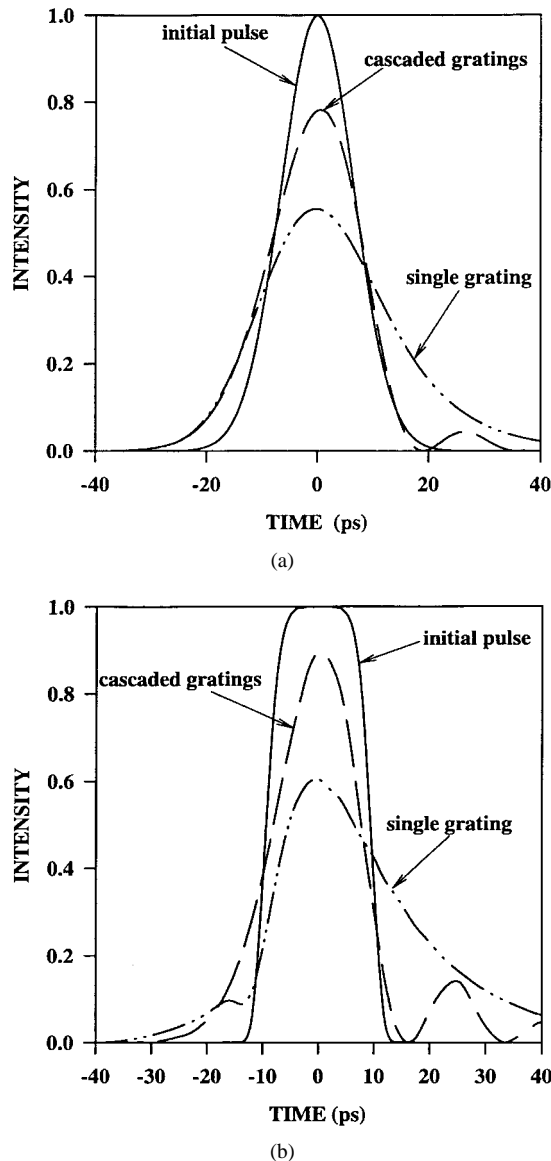 1.0
0.8
0.6
0.4
0.2
0.0
INTENSITY
initial pulse
cascaded gratings
single grating
-40 -20 0 20 40
TIME (ps)
(a)
1.0
0.8
0.6
0.4
0.2
0.0
INTENSITY
initial pulse
cascaded gratings
single grating
-40 -30 -20 -10 0 10 20 30 40
TIME (ps)
(b)